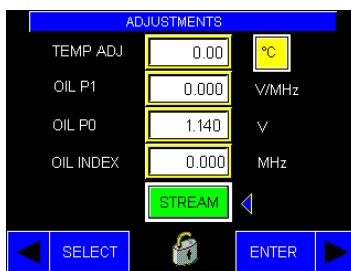 ADJUSTMENTS
TEMP ADJ 0.00 °C
OIL P1 0.000 V/MHz
OIL P0 1.140 V
OIL INDEX 0.000 MHz
STREAM
SELECT ENTER